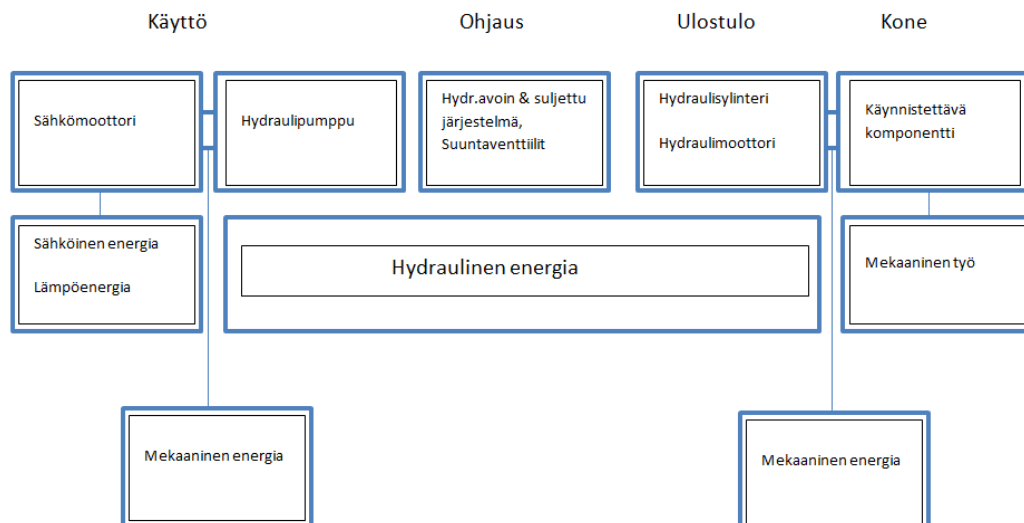 Käyttö
Ohjaus
Ulostulo
Kone
Sähkömoottori
Hydraulipumppu
Hydr.avoin & suljettu
järjestelmä,
Suuntaventtiilit
Hydraulisylinteri
Hydraulimoottori
Käynnistettävä
komponentti
Sähköinen energia
Lämpöenergia
Hydraulinen energia
Mekaaninen työ
Mekaaninen energia
Mekaaninen energia